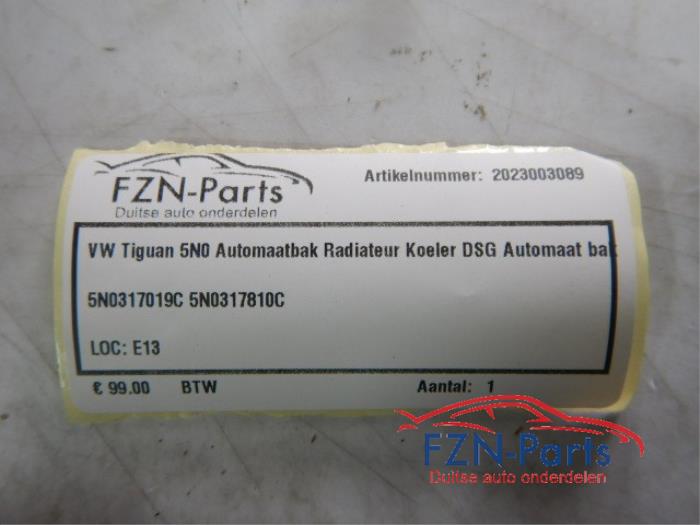 FZN-Parts
Duitse auto onderdelen
Artikelnummer: 2023003089
VW Tiguan 5N0 Automaatbak Radiateur Koeler DSG Automaat bak
5N0317019C 5N0317810C
LOC: E13
€ 99.00 BTW Aantal: 1
FZN-Parts
Duitse auto onderdelen